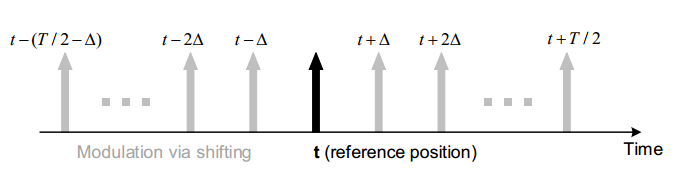 t−(T/2−Δ) t−2Δ t−Δ t+Δ t+2Δ t+T/2
Modulation via shifting t (reference position) Time